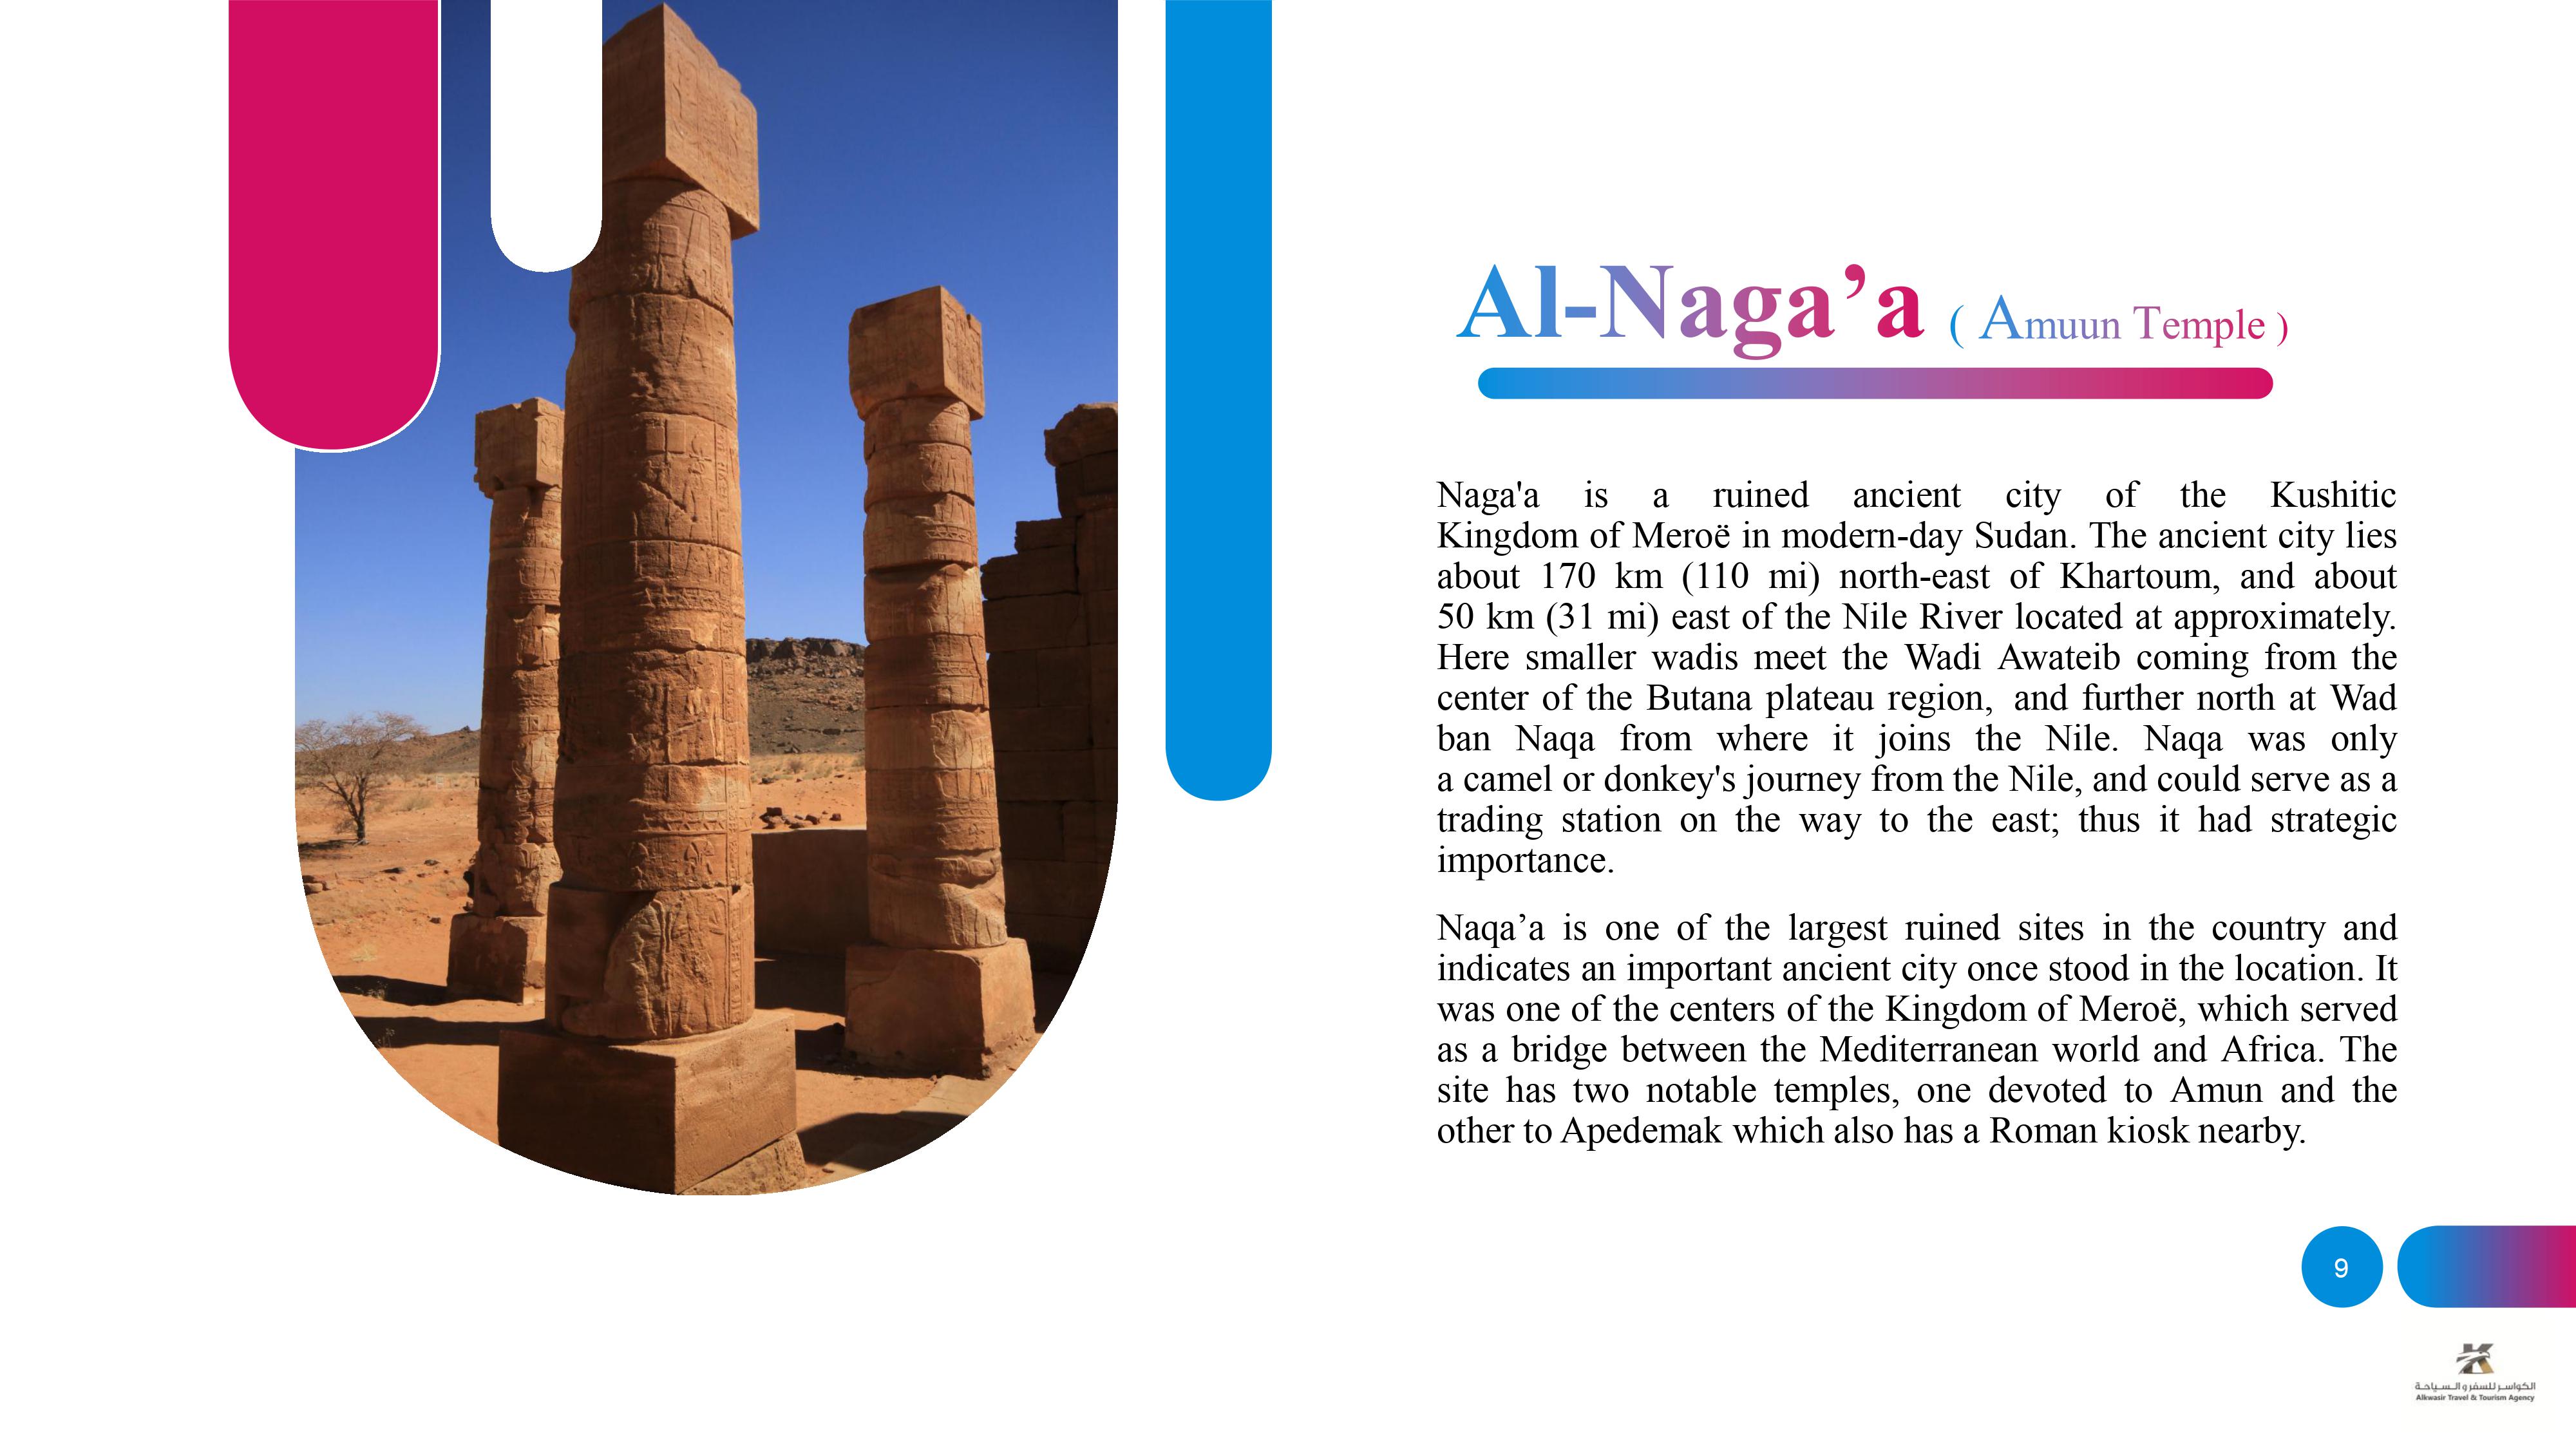 Al-Naga’a ( Amuun Temple )
Naga'a is a ruined ancient city of the Kushitic
Kingdom of Meroë in modern-day Sudan. The ancient city lies
about 170 km (110 mi) north-east of Khartoum, and about
50 km (31 mi) east of the Nile River located at approximately.
Here smaller wadis meet the Wadi Awateib coming from the
center of the Butana plateau region, and further north at Wad
ban Naqa from where it joins the Nile. Naqa was only
a camel or donkey's journey from the Nile, and could serve as a
trading station on the way to the east; thus it had strategic
importance.
Naqa’a is one of the largest ruined sites in the country and
indicates an important ancient city once stood in the location. It
was one of the centers of the Kingdom of Meroë, which served
as a bridge between the Mediterranean world and Africa. The
site has two notable temples, one devoted to Amun and the
other to Apedemak which also has a Roman kiosk nearby.
9
الكواسر للسفر و السياحة
Alkwasir Travel & Tourism Agency